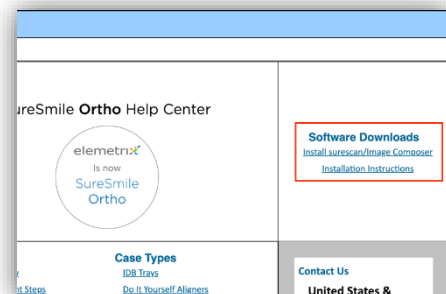 Ortho Help Center
elemetrix
Is now
SureSmile
Ortho
Software Downloads
Install surescan/Image Composer
Installation Instructions
Case Types
IDB Trays
Steps
Do It Yourself Aligners
Contact Us
United States &